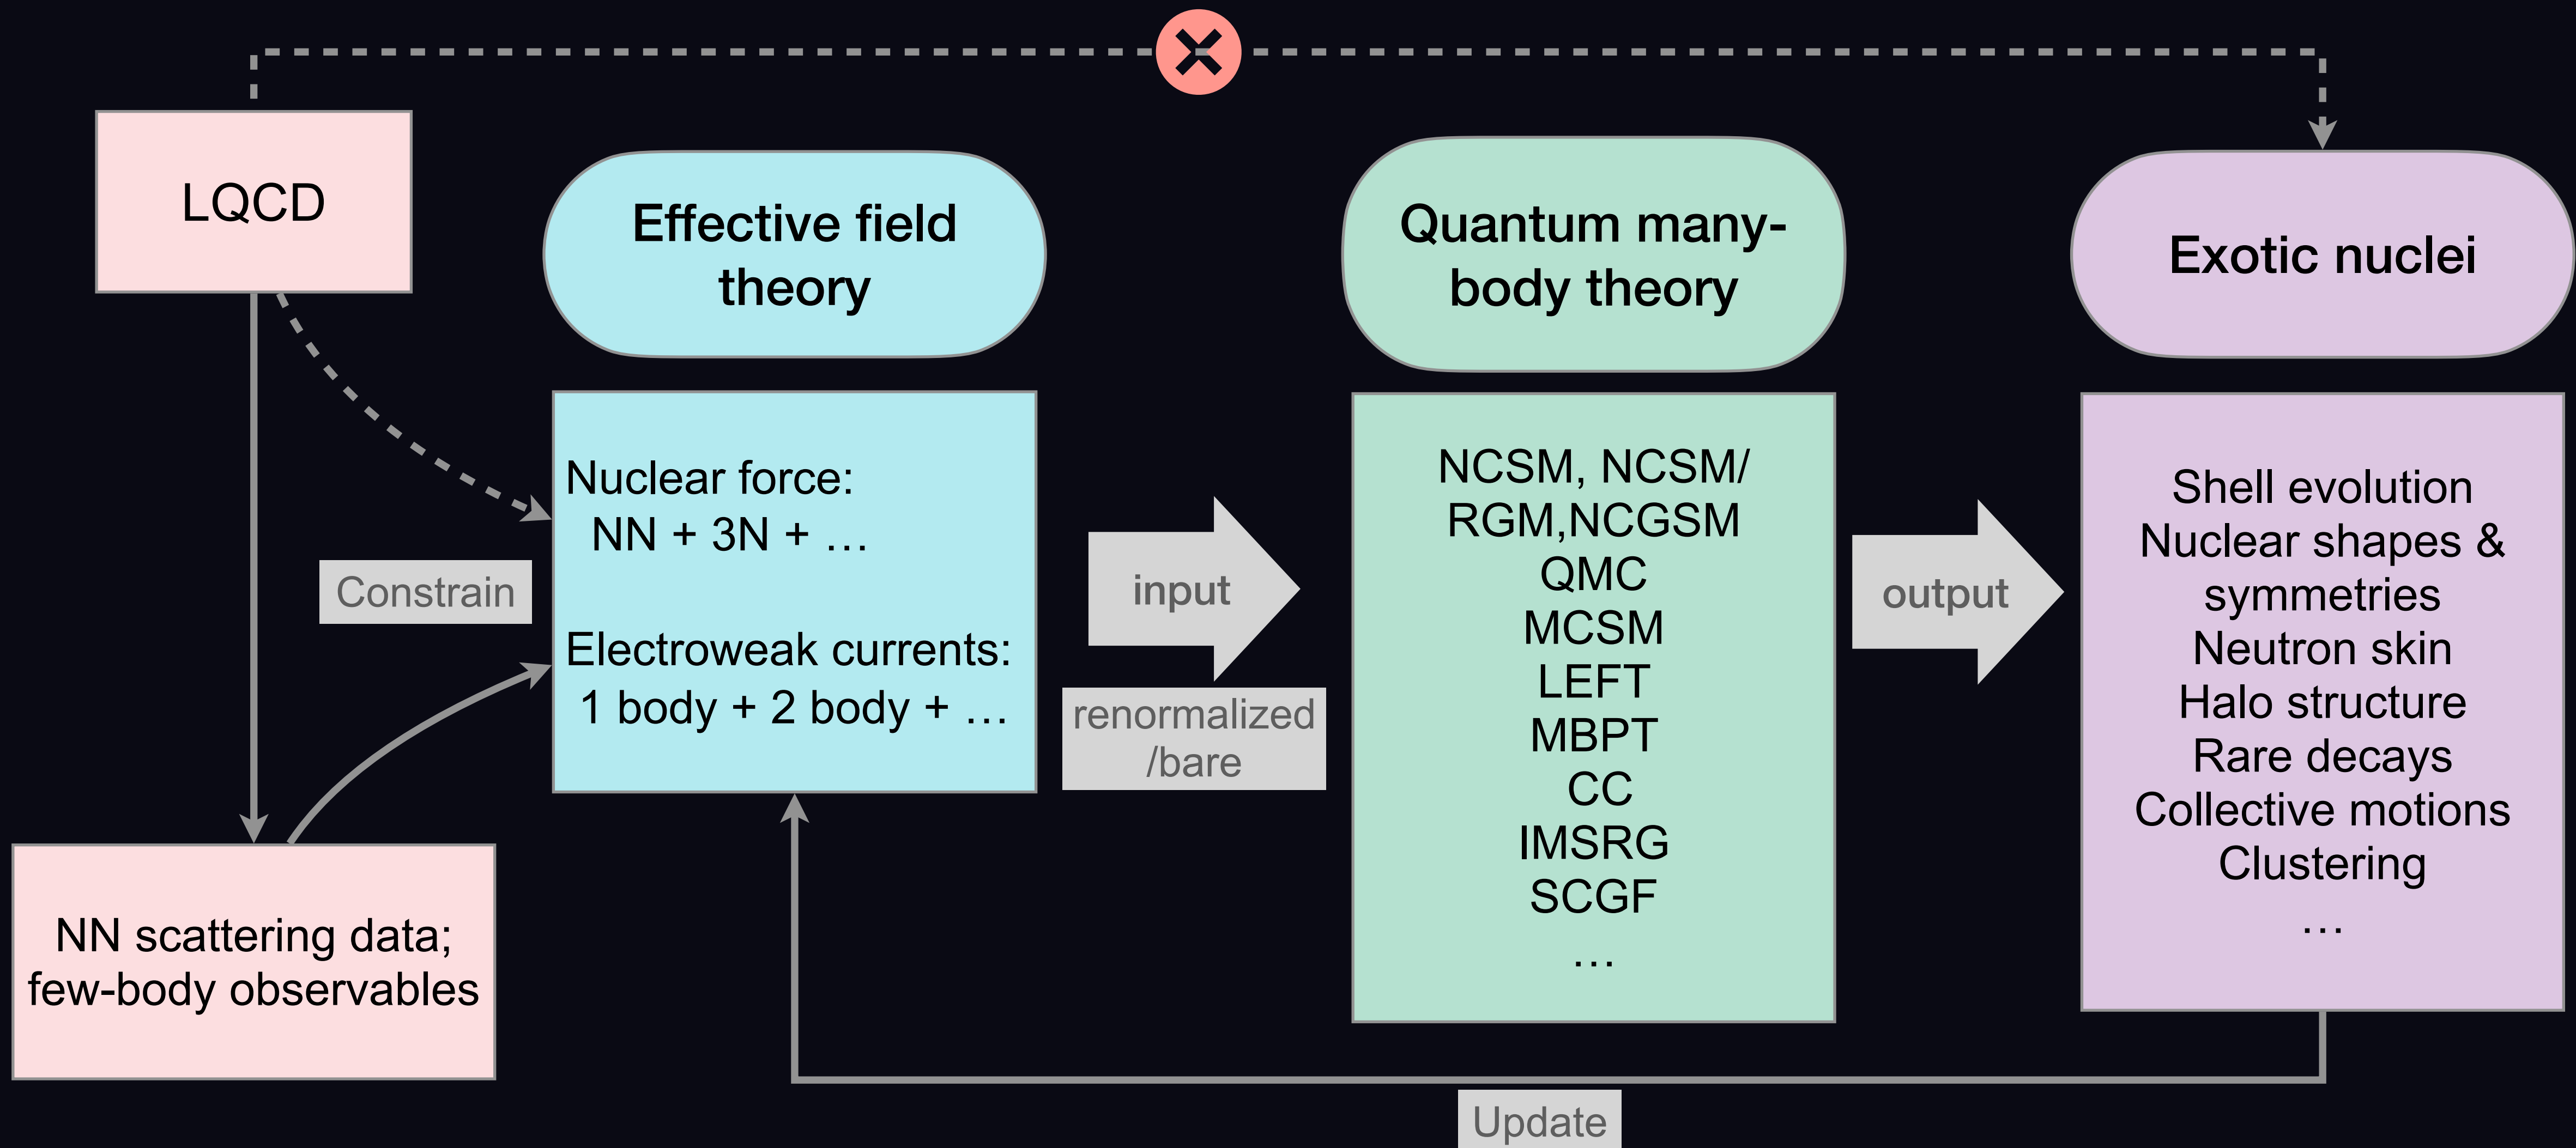 LQCD
Effective field
theory
Quantum many-
body theory
Exotic nuclei
Nuclear force:
NN + 3N + …
Electroweak currents:
1 body + 2 body + …
Constrain
NN scattering data;
few-body observables
input
renormalized
/bare
NCSM, NCSM/
RGM,NCGSM
QMC
MCSM
LEFT
MBPT
CC
IMSRG
SCGF
…
output
Shell evolution
Nuclear shapes &
symmetries
Neutron skin
Halo structure
Rare decays
Collective motions
Clustering
…
Update